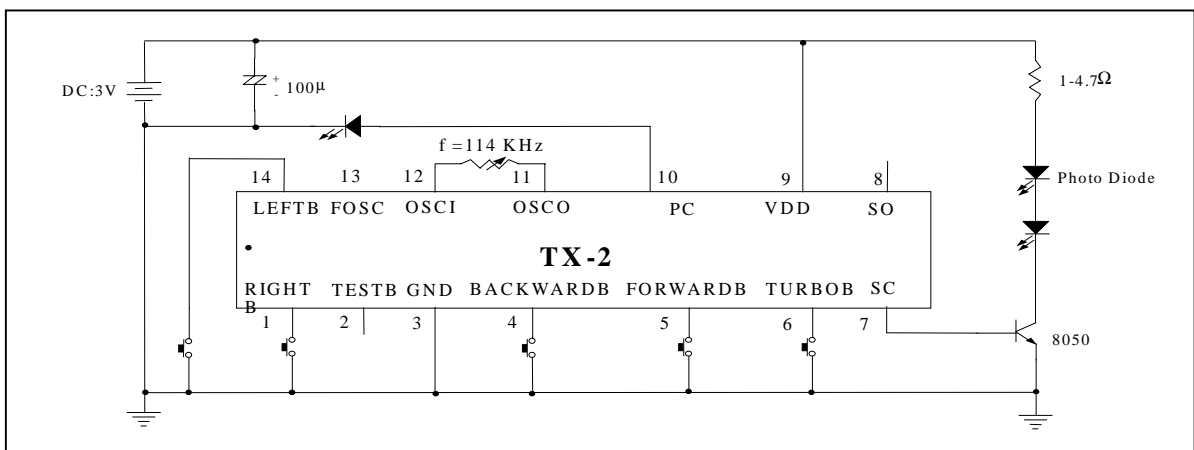 DC:3V
+
-
100μ
1-4.7Ω
f =114 KHz
14 13 12 11 10 9 8
LEFTB FOSC OSCI OSCO PC VDD SO
Photo Diode
TX-2
RIGHT
B
TESTB GND BACKWARDB FORWARDB TURBOB SC
1 2 3 4 5 6 7
8050